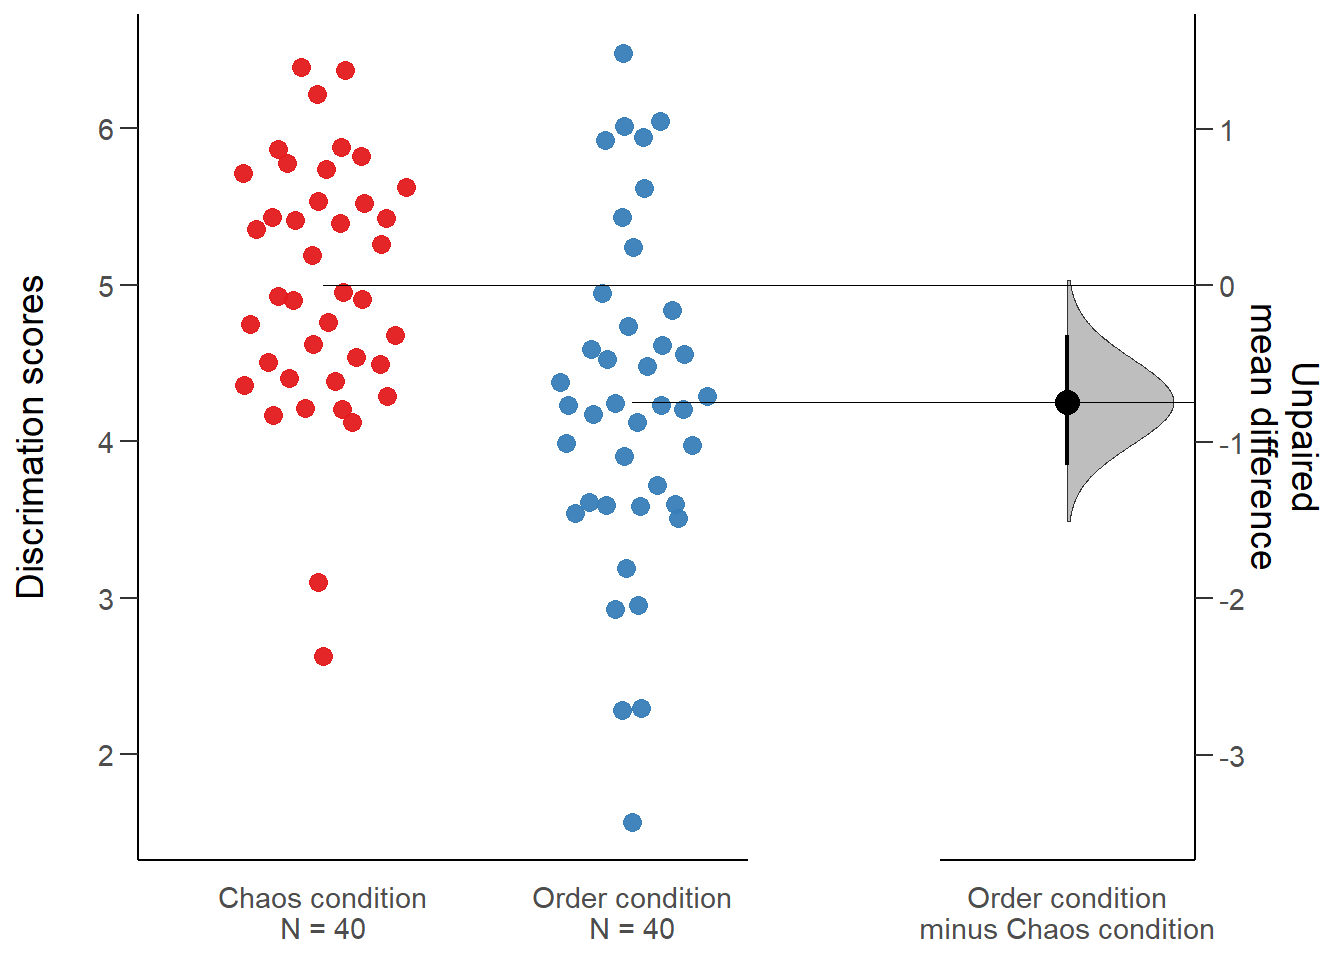 Discrimation scores
6
5
4
3
2
1
0
-1
-2
-3
Unpaired
mean difference
Chaos condition
N = 40
Order condition
N = 40
Order condition
minus Chaos condition